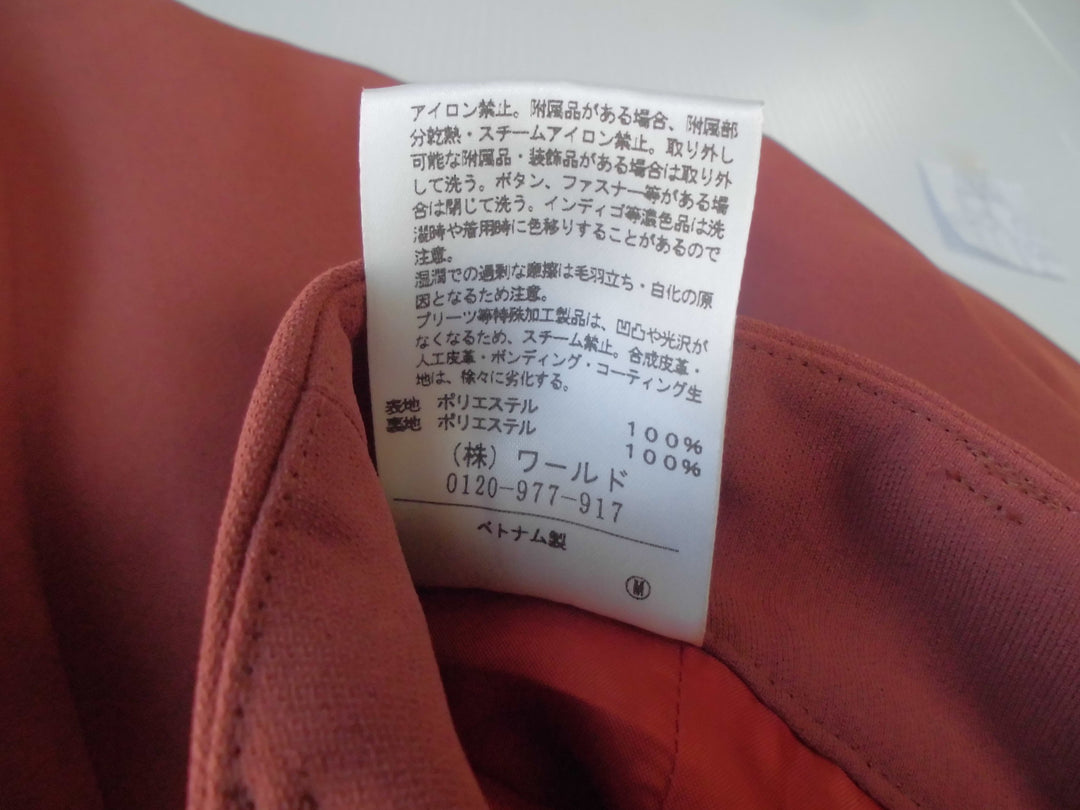 アイロン禁止。附属品がある場合、附属部
分乾熱・スチームアイロン禁止。取り外し
可能な附属品・装飾品がある場合は取り外
して洗う。ボタン、ファスナー等がある場
合は閉じて洗う。インディゴ等濃色品は洗
濯時や着用時に色移りすることがあるので
注意。
湿潤での過剰な摩擦は毛羽立ち・白化の原
因となるため注意。
プリーツ等特殊加工製品は、凹凸や光沢が
なくなるため、スチーム禁止。合成皮革・
人工皮革・ボンディング・コーティング生
地は、徐々に劣化する。
表地 ポリエステル 100%
裏地 ポリエステル 100%
(株) ワールド
0120-977-917
ベトナム製
M